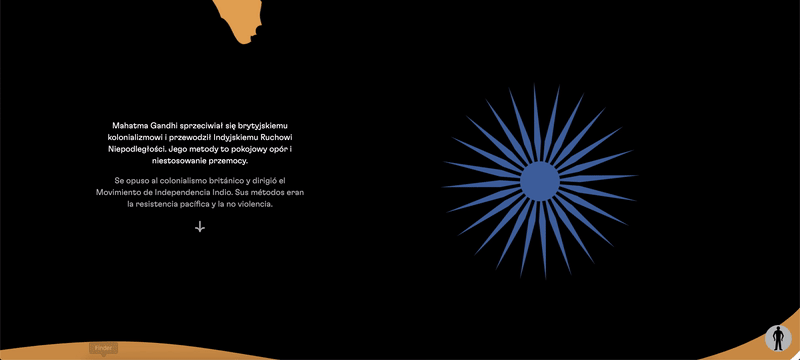 Mahatma Gandhi sprzeciwiał się brytyjskiemu
kolonializmowi i przewodził Indyjskiemu Ruchowi
Niepodległości. Jego metody to pokojowy opór i
niestosowanie przemocy.
Se opuso al colonialismo británico y dirigió el
Movimiento de Independencia Indio. Sus métodos eran
la resistencia pacífica y la no violencia.
Finder